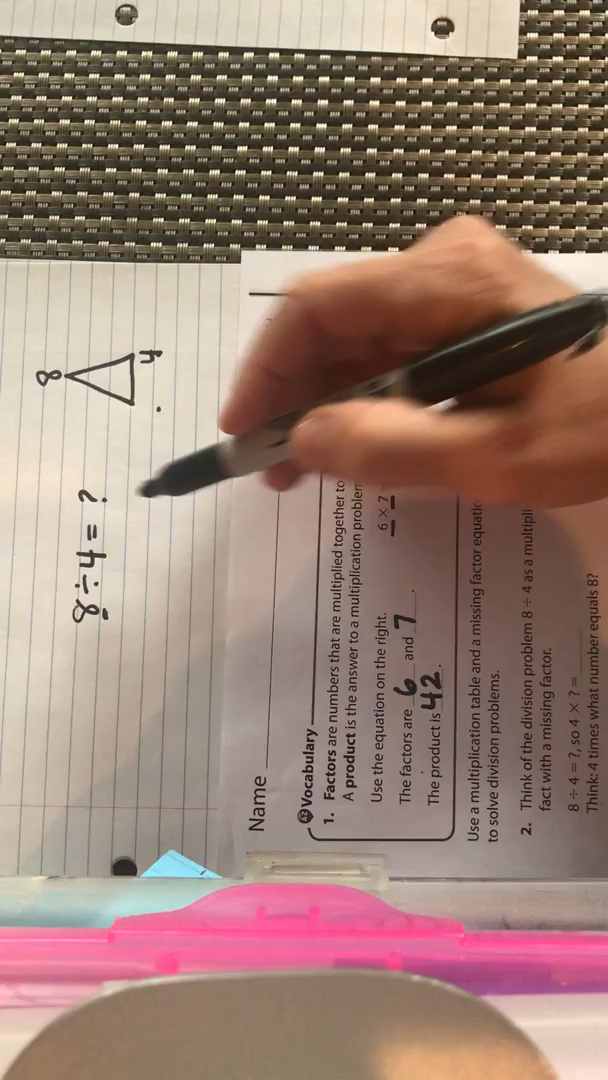 8
4
8 ÷ 4 = ?
Name
Vocabulary
1. Factors are numbers that are multiplied together to
A product is the answer to a multiplication problem
Use the equation on the right.
6 × 7
The factors are 6 and 7.
The product is 42.
Use a multiplication table and a missing factor equatio
to solve division problems.
2. Think of the division problem 8 ÷ 4 as a multipli
fact with a missing factor.
8 ÷ 4 = ?, so 4 × ? =
Think: 4 times what number equals 8?